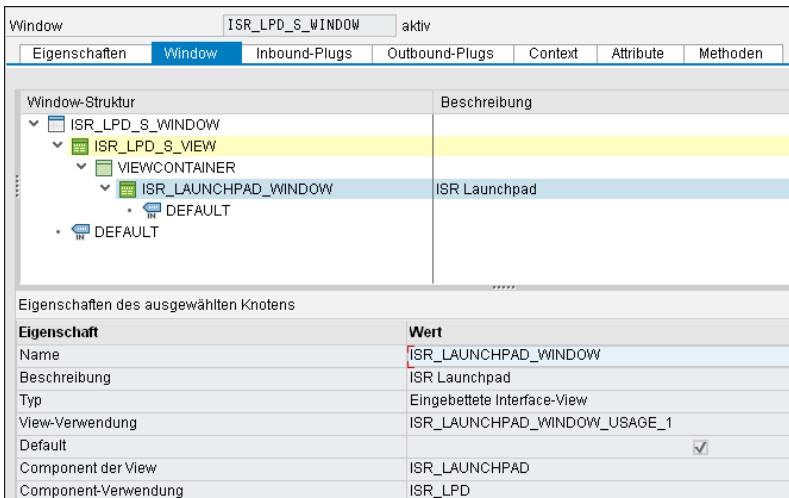 Window ISR_LPD_S_WINDOW aktiv
Eigenschaften Window Inbound-Plugs Outbound-Plugs Context Attribute Methoden
Window-Struktur Beschreibung
ISR_LPD_S_WINDOW
ISR_LPD_S_VIEW
VIEWCONTAINER
ISR_LAUNCHPAD_WINDOW ISR Launchpad
IN DEFAULT
IN DEFAULT
Eigenschaften des ausgewählten Knotens
Eigenschaft Wert
Name ISR_LAUNCHPAD_WINDOW
Beschreibung ISR Launchpad
Typ Eingebettete Interface-View
View-Verwendung ISR_LAUNCHPAD_WINDOW_USAGE_1
Default
Component der View ISR_LAUNCHPAD
Component-Verwendung ISR_LPD